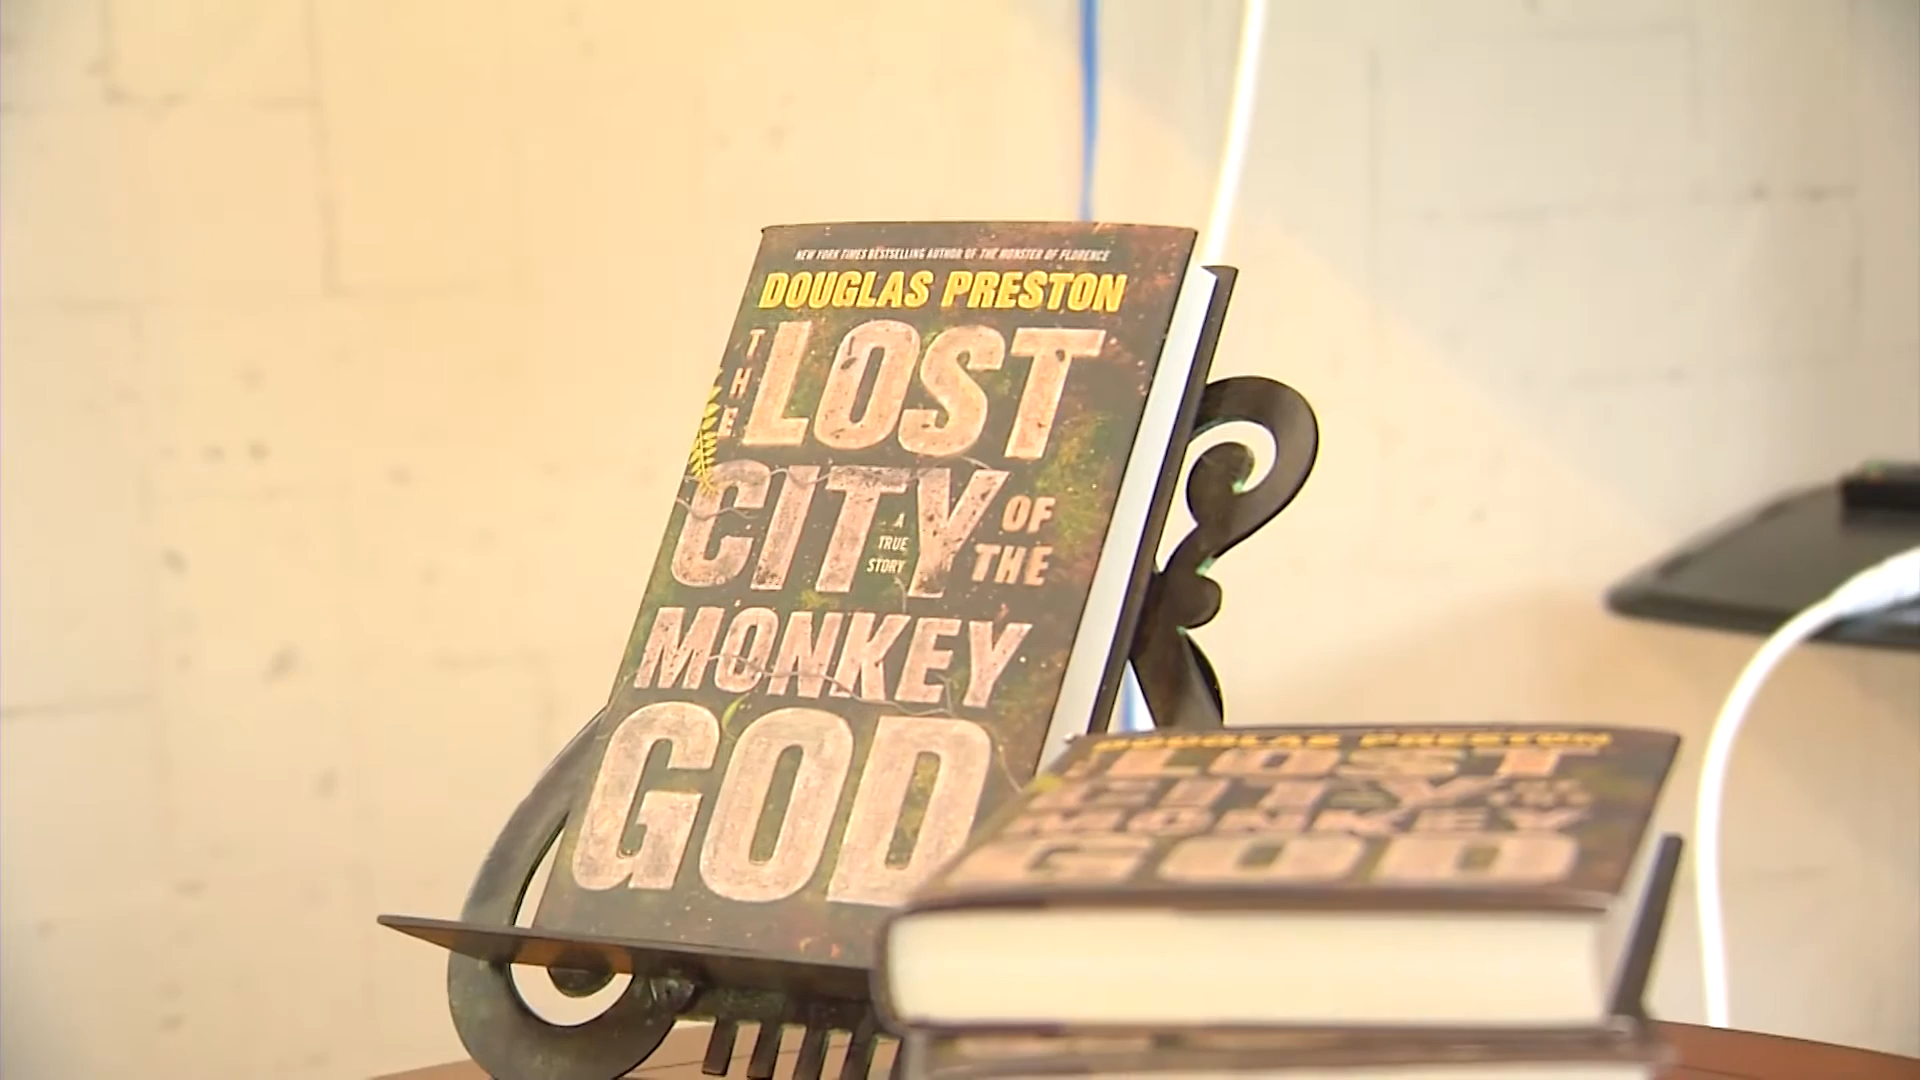 NEW YORK TIMES BESTSELLING AUTHOR OF THE MONSTER OF FLORENCE
DOUGLAS PRESTON
THE LOST
CITY OF THE
A TRUE STORY
MONKEY
GOD
DOUGLAS PRESTON
LOST
CITY
MONKEY
GOD